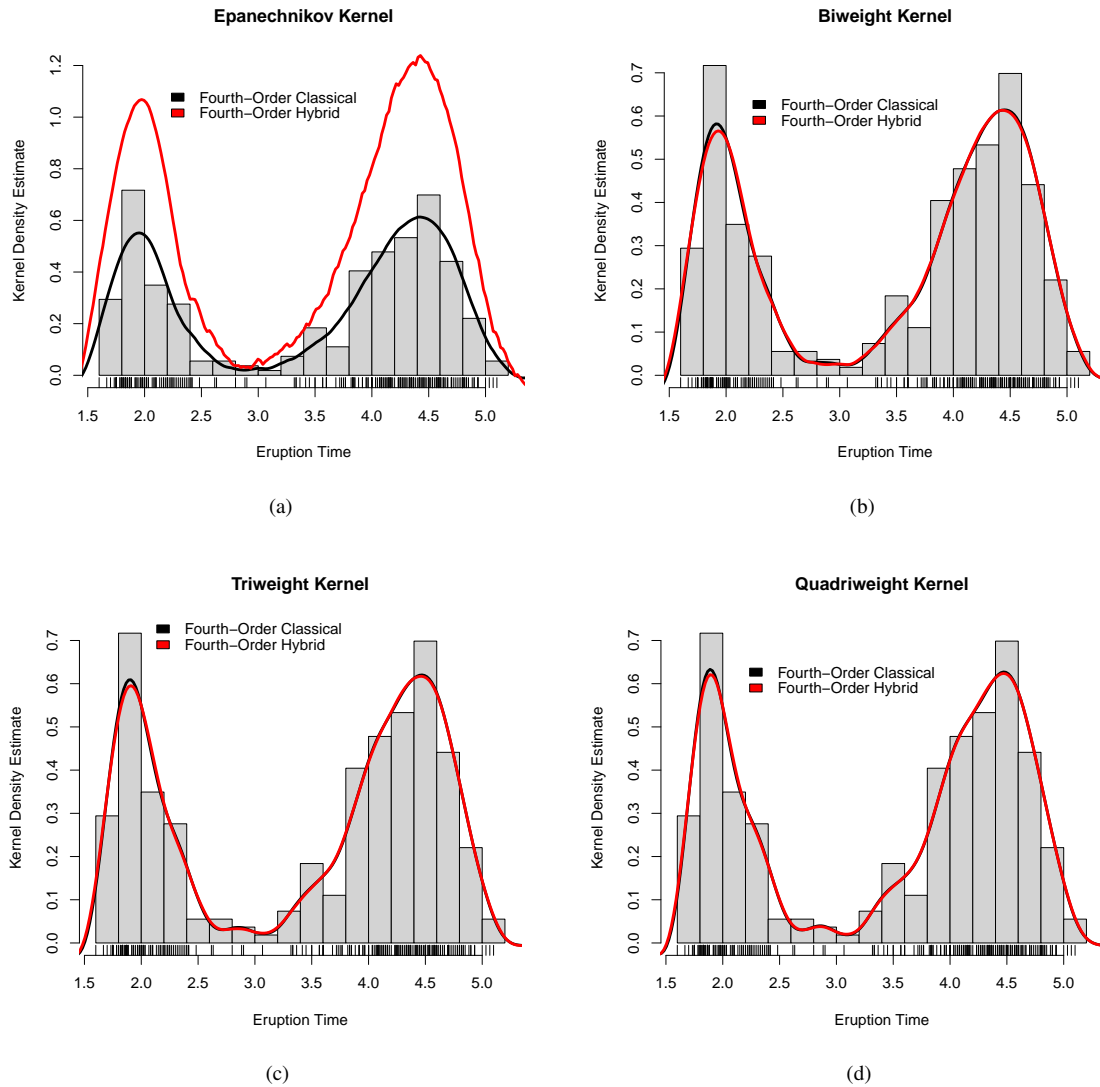 Epanechnikov Kernel
Kernel Density Estimate
0.0 0.2 0.4 0.6 0.8 1.0 1.2
Fourth−Order Classical
Fourth−Order Hybrid
1.5 2.0 2.5 3.0 3.5 4.0 4.5 5.0
Eruption Time
(a)
Biweight Kernel
Kernel Density Estimate
0.0 0.1 0.2 0.3 0.4 0.5 0.6 0.7
Fourth−Order Classical
Fourth−Order Hybrid
1.5 2.0 2.5 3.0 3.5 4.0 4.5 5.0
Eruption Time
(b)
Triweight Kernel
Kernel Density Estimate
0.0 0.1 0.2 0.3 0.4 0.5 0.6 0.7
Fourth−Order Classical
Fourth−Order Hybrid
1.5 2.0 2.5 3.0 3.5 4.0 4.5 5.0
Eruption Time
(c)
Quadriweight Kernel
Kernel Density Estimate
0.0 0.1 0.2 0.3 0.4 0.5 0.6 0.7
Fourth−Order Classical
Fourth−Order Hybrid
1.5 2.0 2.5 3.0 3.5 4.0 4.5 5.0
Eruption Time
(d)